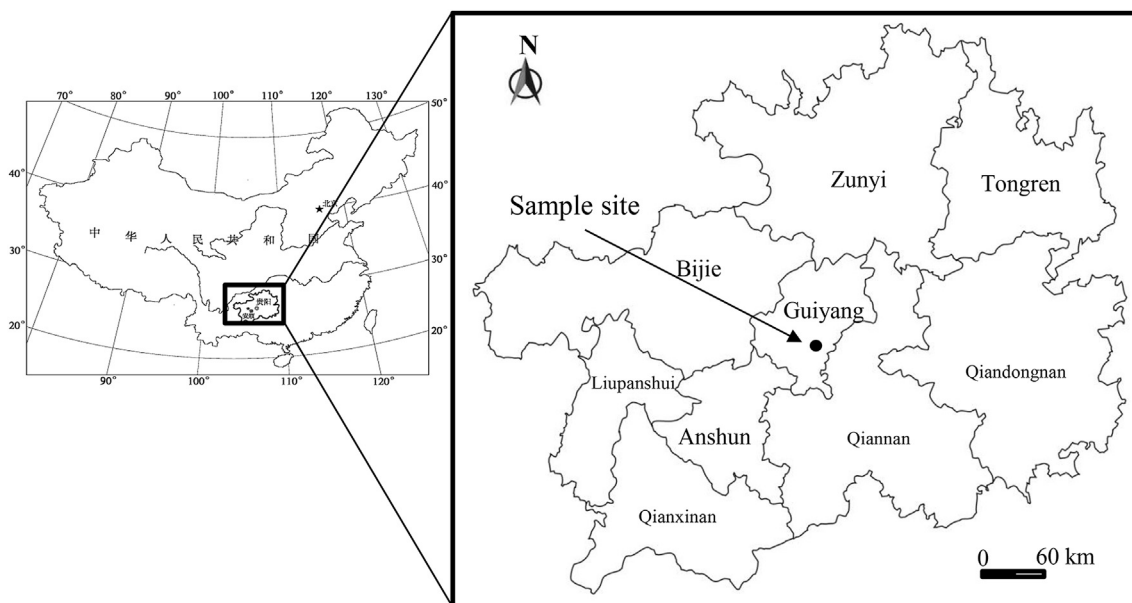 70° 80° 90° 100° 110° 120° 130°
50°
40°
40°
30°
30°
20°
20°
90° 100° 110° 120°
北京
中 华 人 民 共 和 国
贵阳
N
Zunyi
Tongren
Sample site
Bijie
Guiyang
Liupanshui
Qiandongnan
Anshun
Qiannan
Qianxinan
0 60 km